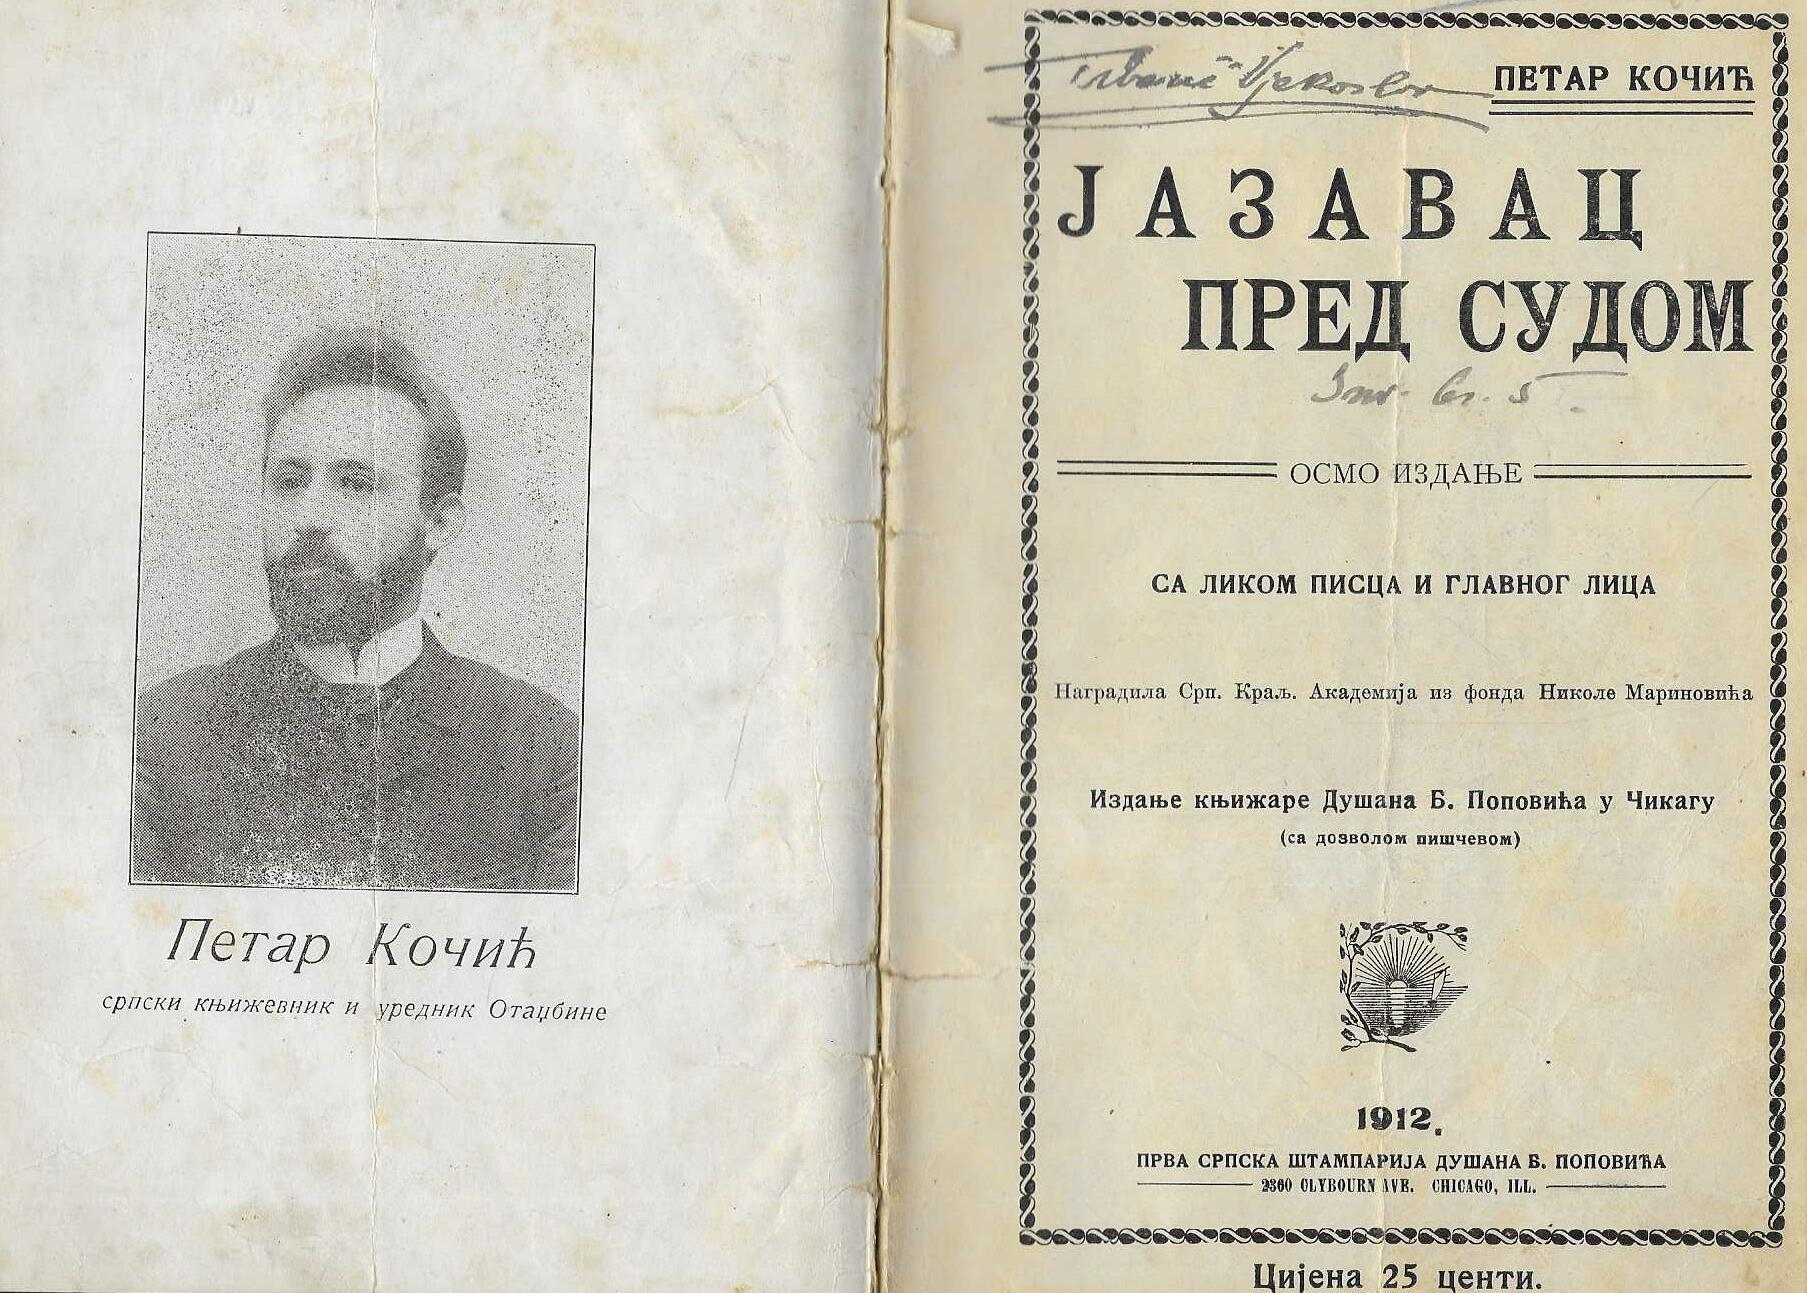 Петар Кочић
српски књижевник и уредник Отаџбине
Vjekoslav
ПЕТАР КОЧИЋ
ЈАЗАВАЦ
ПРЕД СУДОМ
ОСМО ИЗДАЊЕ
СА ЛИКОМ ПИСЦА И ГЛАВНОГ ЛИЦА
Наградила Срп. Краљ. Академија из фонда Николе Мариновића
Издање књижаре Душана Б. Поповића у Чикагу
(са дозволом пишчевом)
1912.
ПРВА СРПСКА ШТАМПАРИЈА ДУШАНА Б. ПОПОВИЋА
2360 CLYBOURN AVE. CHICAGO, ILL.
Цијена 25 центи.